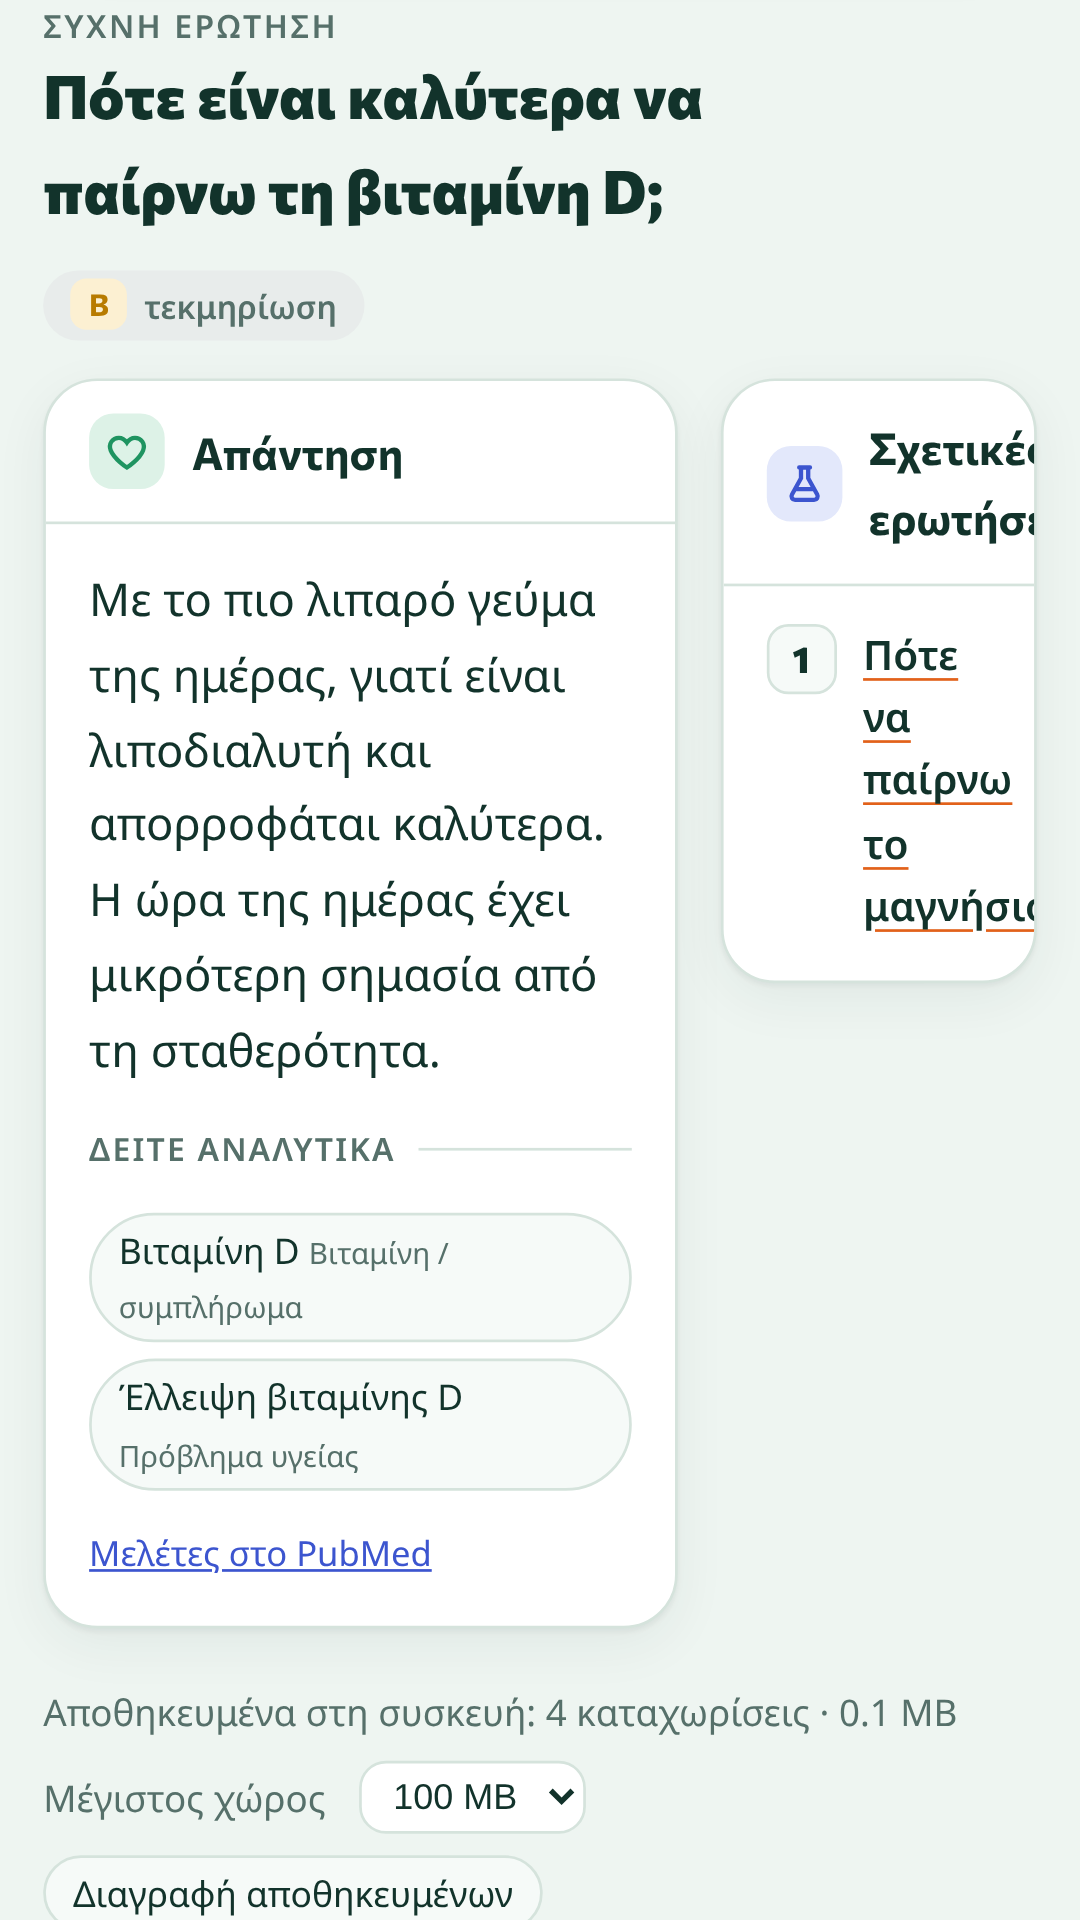 ΣΥΧΝΗ ΕΡΩΤΗΣΗ
Πότε είναι καλύτερα να
παίρνω τη βιταμίνη D;
B τεκμηρίωση
Απάντηση
Με το πιο λιπαρό γεύμα
της ημέρας, γιατί είναι
λιποδιαλυτή και
απορροφάται καλύτερα.
Η ώρα της ημέρας έχει
μικρότερη σημασία από
τη σταθερότητα.
ΔΕΙΤΕ ΑΝΑΛΥΤΙΚΑ
Βιταμίνη D Βιταμίνη /
συμπλήρωμα
Έλλειψη βιταμίνης D
Πρόβλημα υγείας
Μελέτες στο PubMed
1 Πότε
να
παίρνω
το
Αποθηκευμένα στη συσκευή: 4 καταχωρίσεις · 0.1 MB
Μέγιστος χώρος 100 MB
Διαγραφή αποθηκευμένων